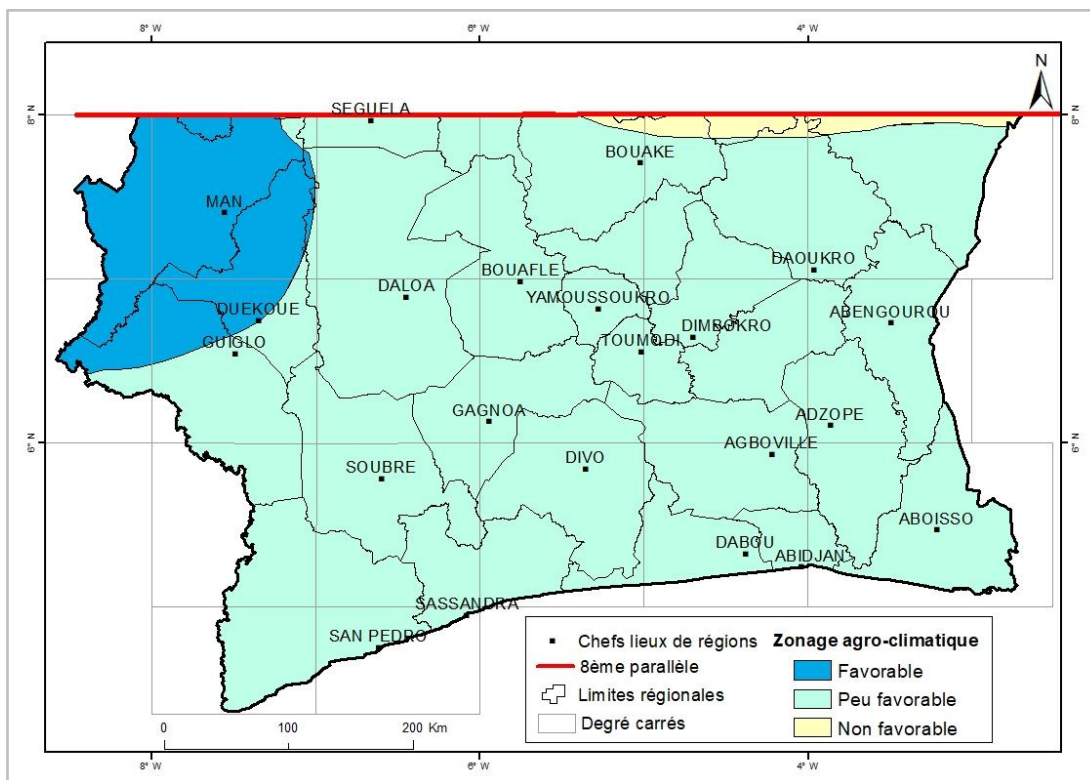 8° W 6° W 4° W
N
8° N 8° N
SEGUELA
BOUAKE
MAN
DAOUKRO
BOUAFLE
DALOA
YAMOUSSOUKRO
DUEKOUE
ABENGOUROU
DIMBOKRO
GUIGLO
TOUMODI
GAGNOA
ADZOPE
6° N 6° N
AGBOVILLE
DIVO
SOUBRE
ABOISSO
DABOU
ABIDJAN
SASSANDRA
SAN PEDRO
Chefs lieux de régions
8ème parallèle
Limites régionales
Degré carrés
Zonage agro-climatique
Favorable
Peu favorable
Non favorable
0 100 200 Km
8° W 6° W 4° W